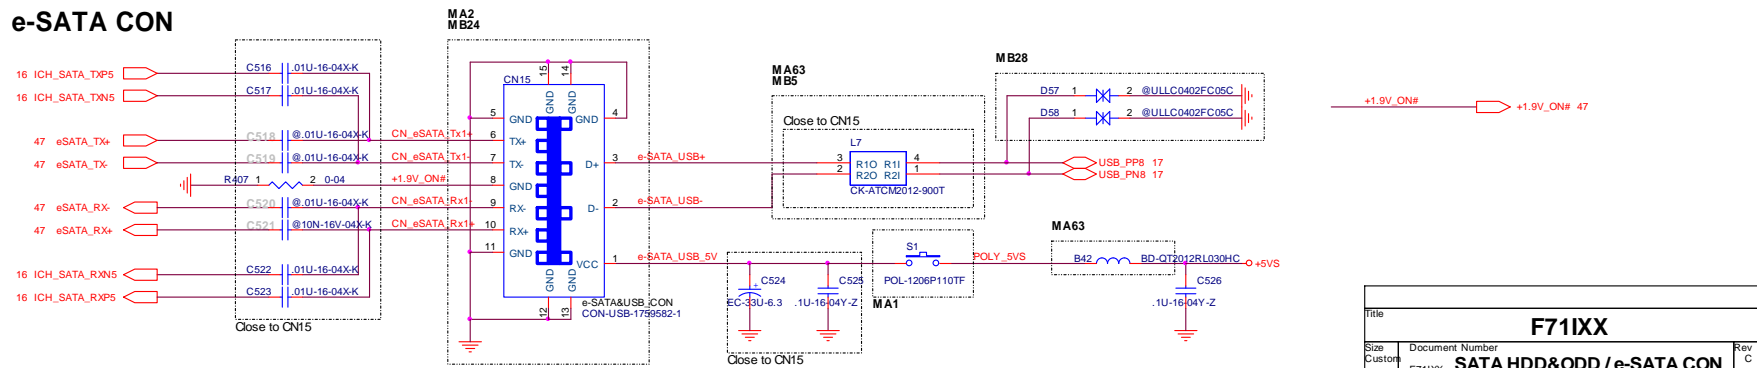 e-SATA CON
MA2
MB24
16 ICH_SATA_TXP5
C516 .01U-16-04X-K
16 ICH_SATA_TXN5
C517 .01U-16-04X-K
47 eSATA_TX+
C518 @.01U-16-04X-K
CN_eSATA_Tx1+
47 eSATA_TX-
C519 @.01U-16-04X-K
CN_eSATA_Tx1-
R407 1 2 0-04
+1.9V_ON#
47 eSATA_RX-
C520 @.01U-16-04X-K
CN_eSATA_Rx1-
47 eSATA_RX+
C521 @10N-16V-04X-K
CN_eSATA_Rx1+
16 ICH_SATA_RXN5
C522 .01U-16-04X-K
16 ICH_SATA_RXP5
C523 .01U-16-04X-K
Close to CN15
CN15
15 14
GND GND
5 GND GND 4
6 TX+
7 TX- D+ 3
8 GND
9 RX- D- 2
10 RX+
11 GND
VCC 1
GND GND
12 13
e-SATA&USB_CON
CON-USB-1759582-1
e-SATA_USB+
e-SATA_USB-
e-SATA_USB_5V
MA63
MB5
Close to CN15
L7
3 R1O R1I 4
2 R2O R2I 1
CK-ATCM2012-900T
MB28
D57 1 2 @ULLC0402FC05C
D58 1 2 @ULLC0402FC05C
USB_PP8 17
USB_PN8 17
C524
EC-33U-6.3
C525
.1U-16-04Y-Z
Close to CN15
S1
POL-1206P110TF
MA1
POLY_5VS
MA63
B42 BD-QT2012RL030HC
+5VS
C526
.1U-16-04Y-Z
+1.9V_ON#
+1.9V_ON# 47
Title
F71IXX
Size
Custom
Document Number
SATA HDD&ODD / e-SATA CON
Rev
C